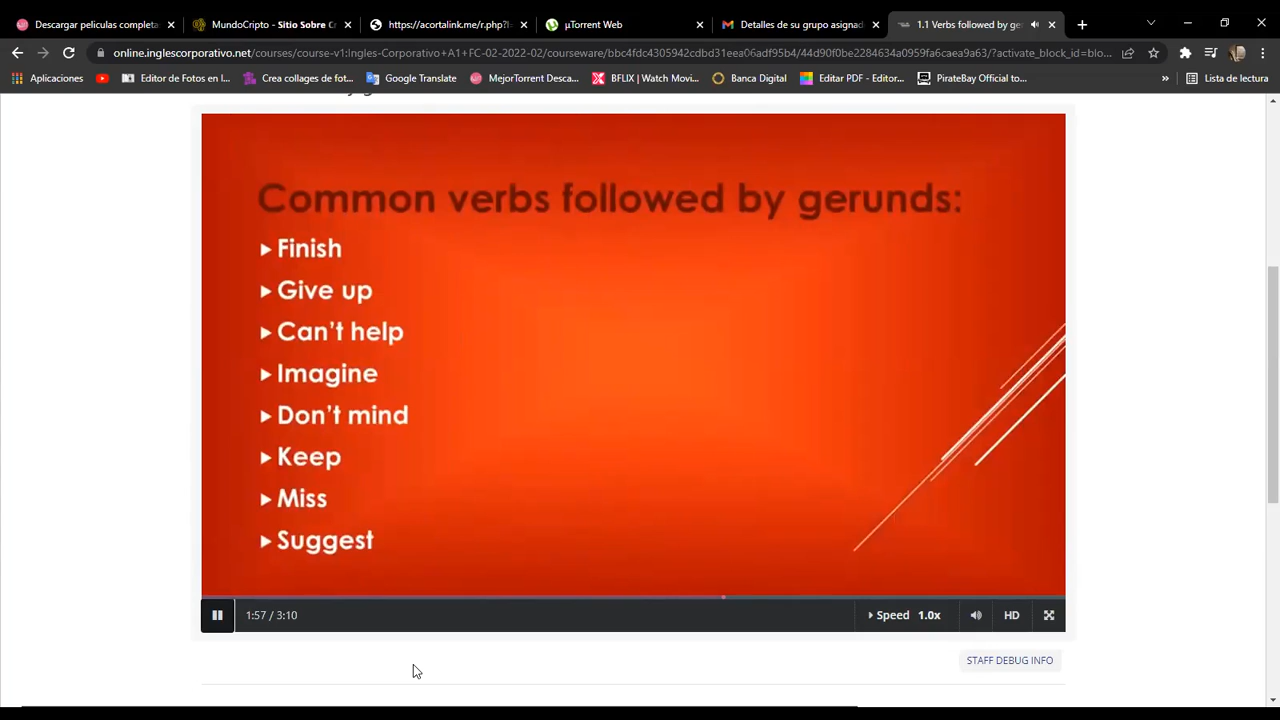 Descargar peliculas completa
MundoCripto - Sitio Sobre Cr
https://acortalink.me/r.php?l=
µTorrent Web
Detalles de su grupo asignad
1.1 Verbs followed by ge
online.inglescorporativo.net/courses/course-v1:Ingles-Corporativo+A1+FC-02-2022-02/courseware/bbc4fdc4305942cdbd31eea06adf95b4/44d90f0be2284634a0959fa6caea9a63/?activate_block_id=blo...
Aplicaciones
Editor de Fotos en l...
Crea collages de fot...
Google Translate
MejorTorrent Desca...
BFLIX | Watch Movi...
Banca Digital
Editar PDF - Editor...
PirateBay Official to...
»
Lista de lectura
Common verbs followed by gerunds:
Finish
Give up
Can't help
Imagine
Don't mind
Keep
Miss
Suggest
1:57 / 3:10
Speed 1.0x
HD
STAFF DEBUG INFO